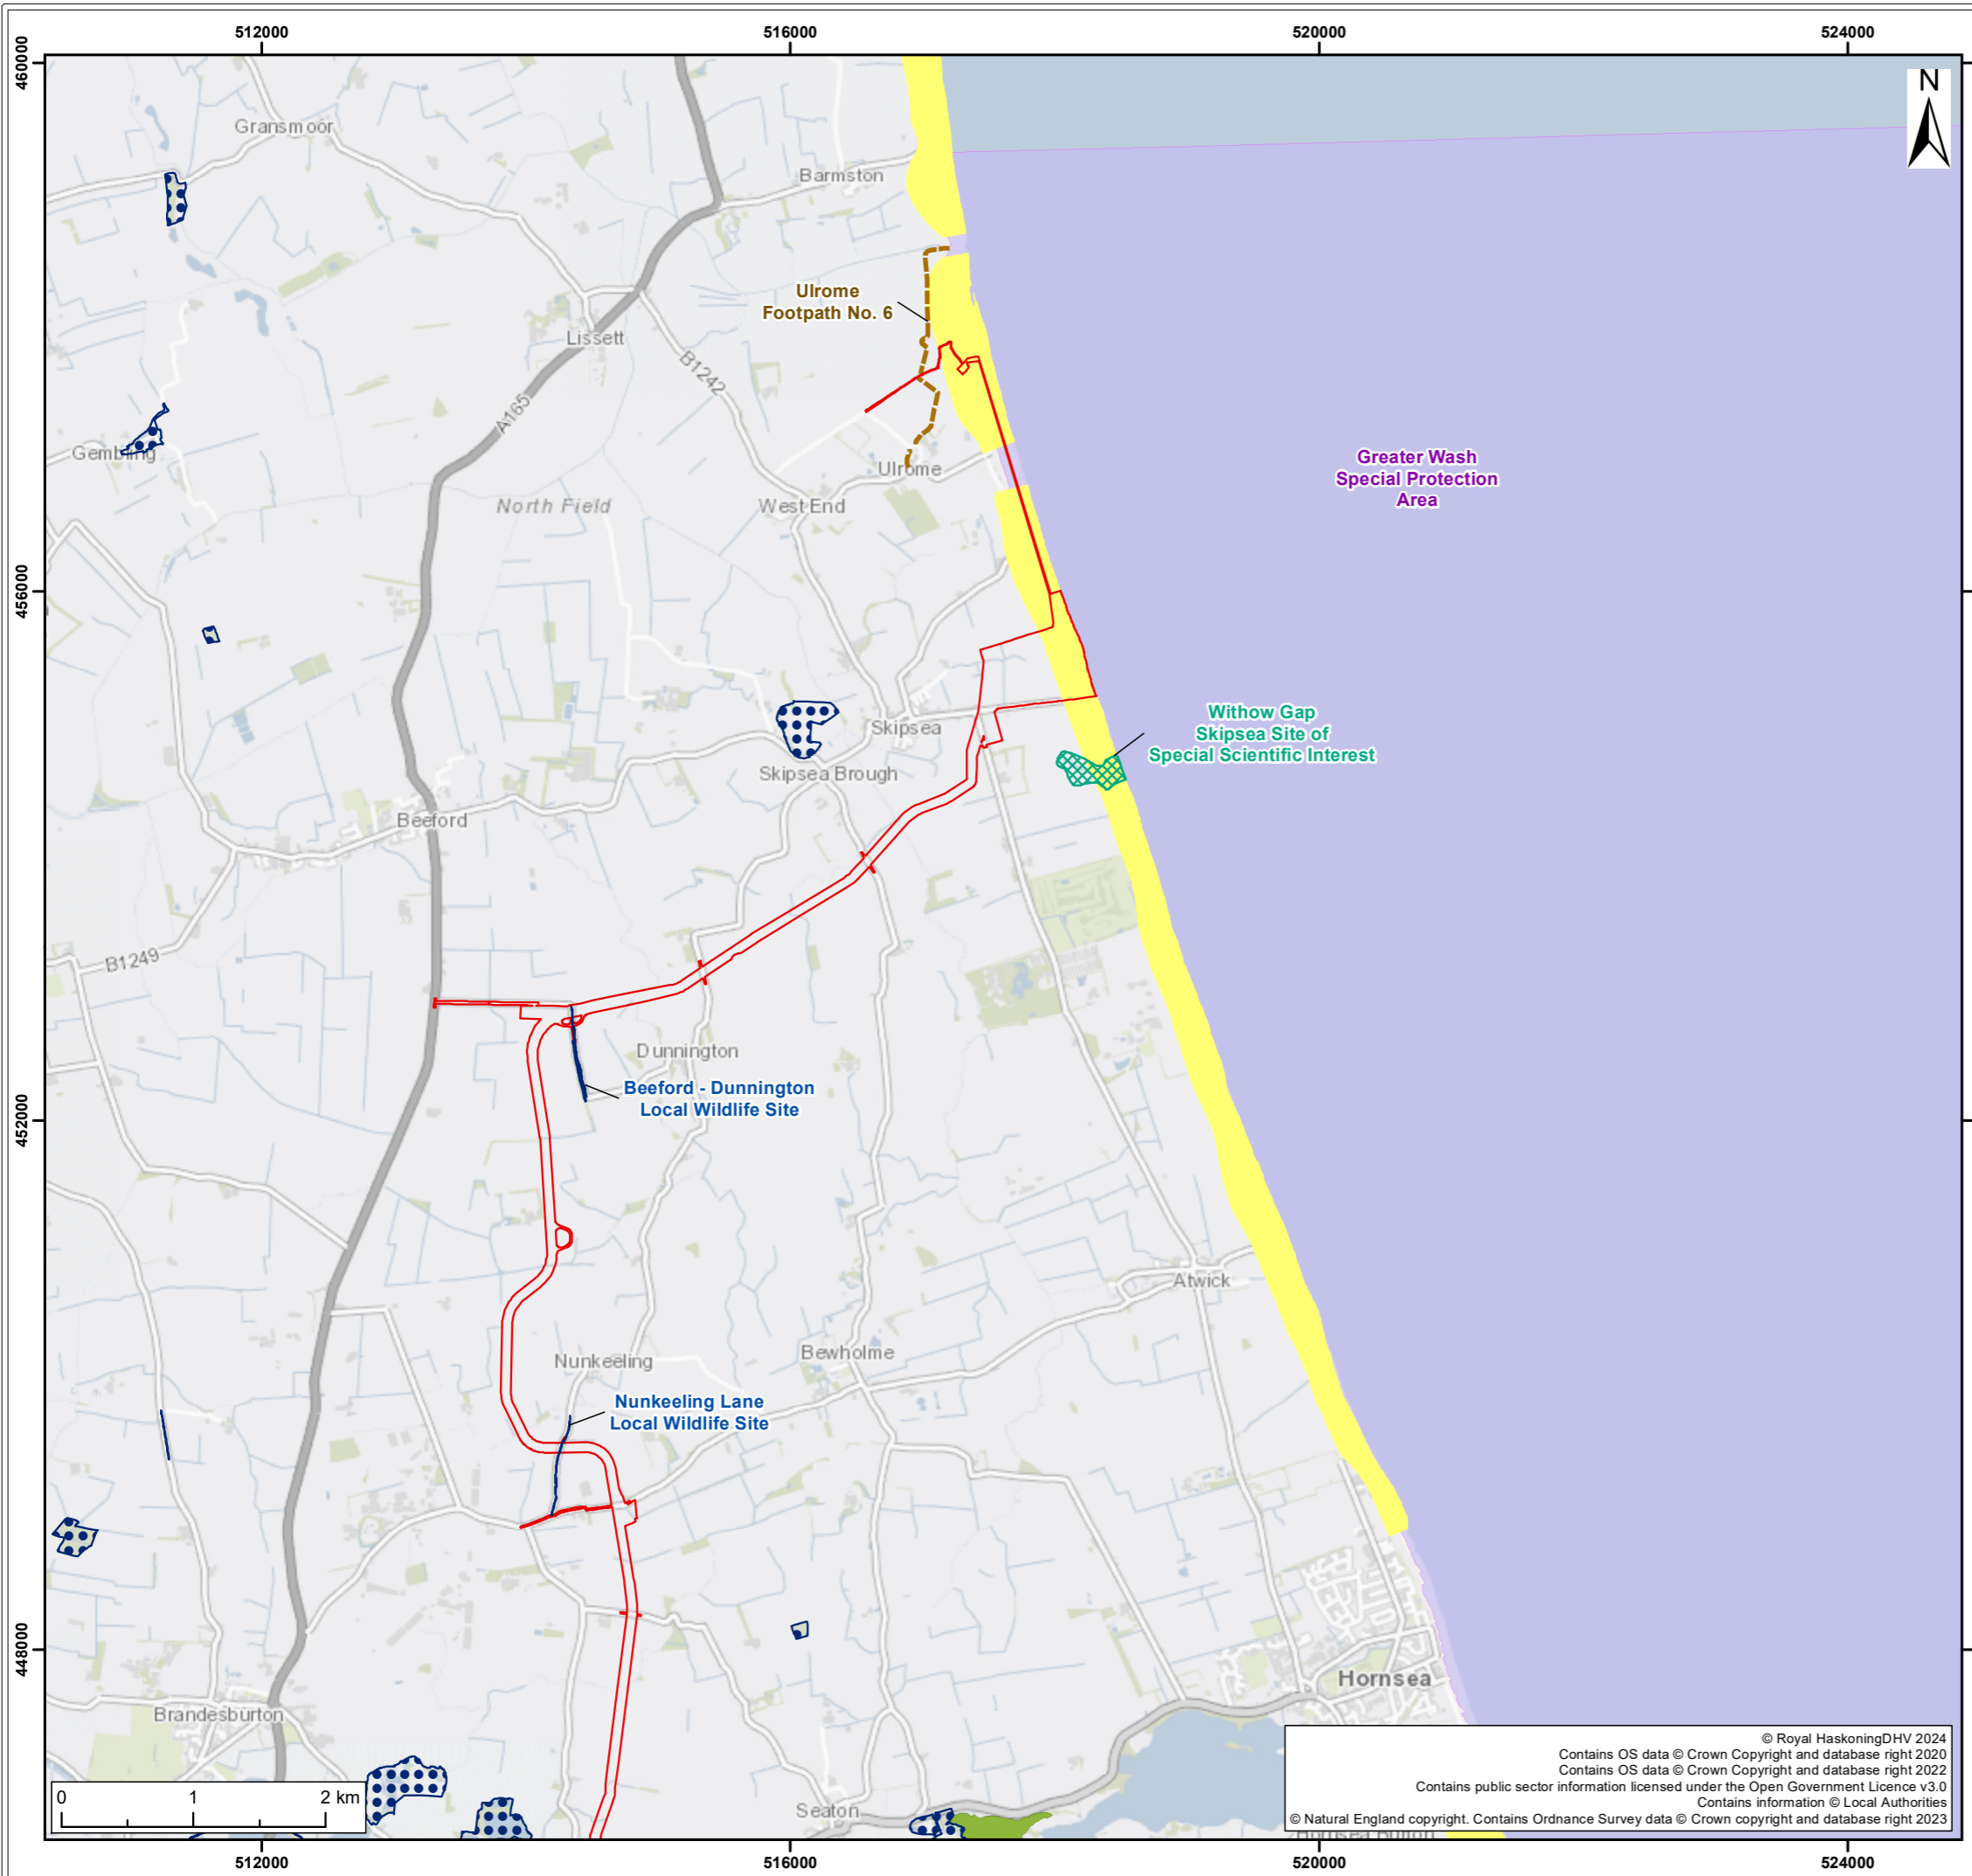 512000
516000
520000
524000
460000
N
Gransmoor
Barmston
Ulrome
Footpath No. 6
Lissett
B1242
A165
Gembling
Ulrome
Greater Wash
Special Protection
Area
North Field
West End
456000
Withow Gap
Skipsea Site of
Special Scientific Interest
Skipsea
Skipsea Brough
Beeford
B1249
Dunnington
Beeford - Dunnington
Local Wildlife Site
452000
Atwick
Bewholme
Nunkeeling
Nunkeeling Lane
Local Wildlife Site
448000
Hornsea
Brandesburton
Seaton
© Royal HaskoningDHV 2024
Contains OS data © Crown Copyright and database right 2020
Contains OS data © Crown Copyright and database right 2022
Contains public sector information licensed under the Open Government Licence v3.0
Contains information © Local Authorities
© Natural England copyright. Contains Ordnance Survey data © Crown copyright and database right 2023
0 1 2 km
512000
516000
520000
524000